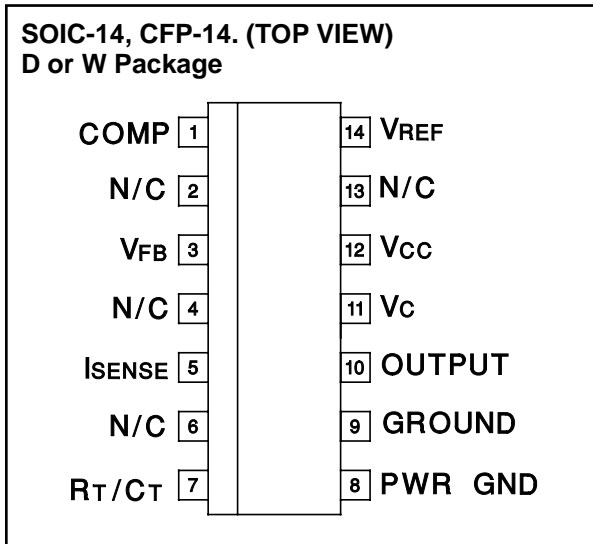 SOIC-14, CFP-14. (TOP VIEW)
D or W Package
COMP 1 14 VREF
N/C 2 13 N/C
VFB 3 12 VCC
N/C 4 11 VC
ISENSE 5 10 OUTPUT
N/C 6 9 GROUND
RT/CT 7 8 PWR GND